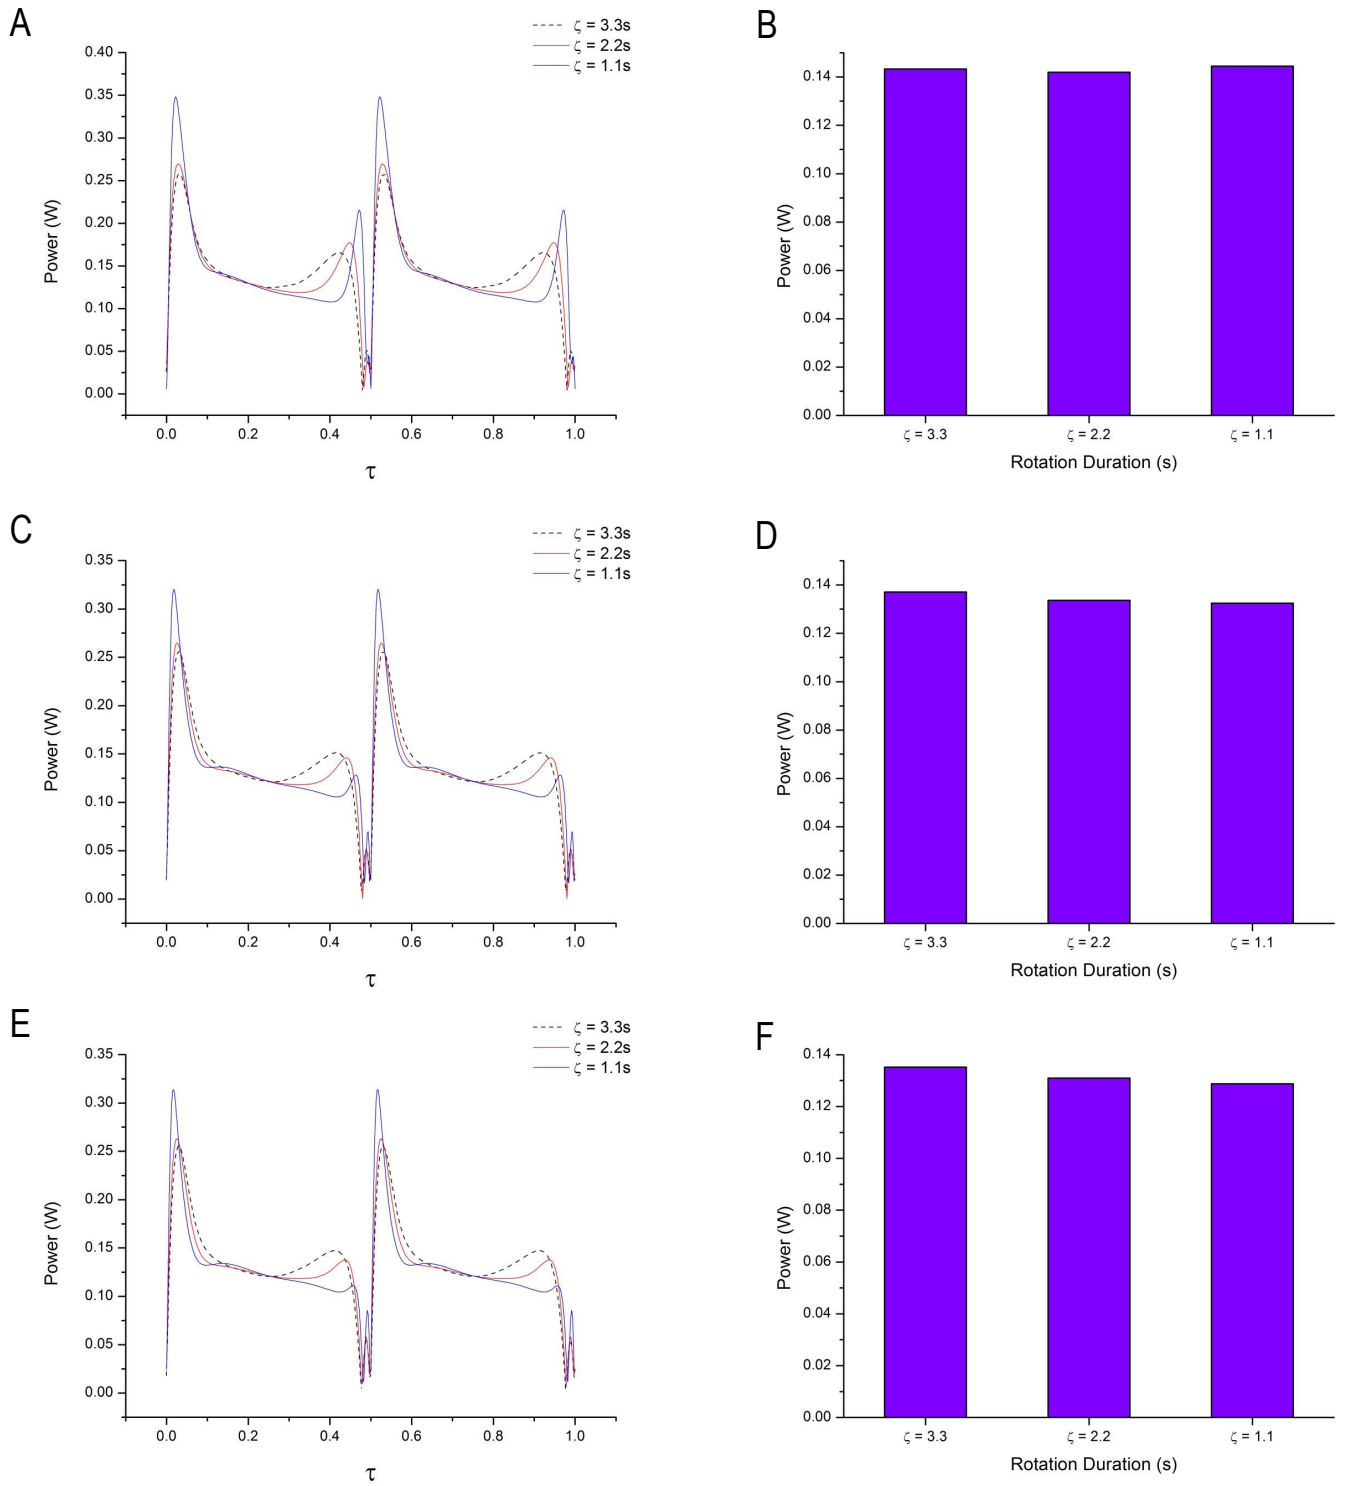 A
ζ = 3.3s
ζ = 2.2s
ζ = 1.1s
0.40
0.35
0.30
0.25
0.20
0.15
0.10
0.05
0.00
Power (W)
0.0 0.2 0.4 0.6 0.8 1.0
τ
B
0.14
0.12
0.10
0.08
0.06
0.04
0.02
0.00
Power (W)
ζ = 3.3 ζ = 2.2 ζ = 1.1
Rotation Duration (s)
C
ζ = 3.3s
ζ = 2.2s
ζ = 1.1s
0.35
0.30
0.25
0.20
0.15
0.10
0.05
0.00
Power (W)
0.0 0.2 0.4 0.6 0.8 1.0
τ
D
0.14
0.12
0.10
0.08
0.06
0.04
0.02
0.00
Power (W)
ζ = 3.3 ζ = 2.2 ζ = 1.1
Rotation Duration (s)
E
ζ = 3.3s
ζ = 2.2s
ζ = 1.1s
0.35
0.30
0.25
0.20
0.15
0.10
0.05
0.00
Power (W)
0.0 0.2 0.4 0.6 0.8 1.0
τ
F
0.14
0.12
0.10
0.08
0.06
0.04
0.02
0.00
Power (W)
ζ = 3.3 ζ = 2.2 ζ = 1.1
Rotation Duration (s)